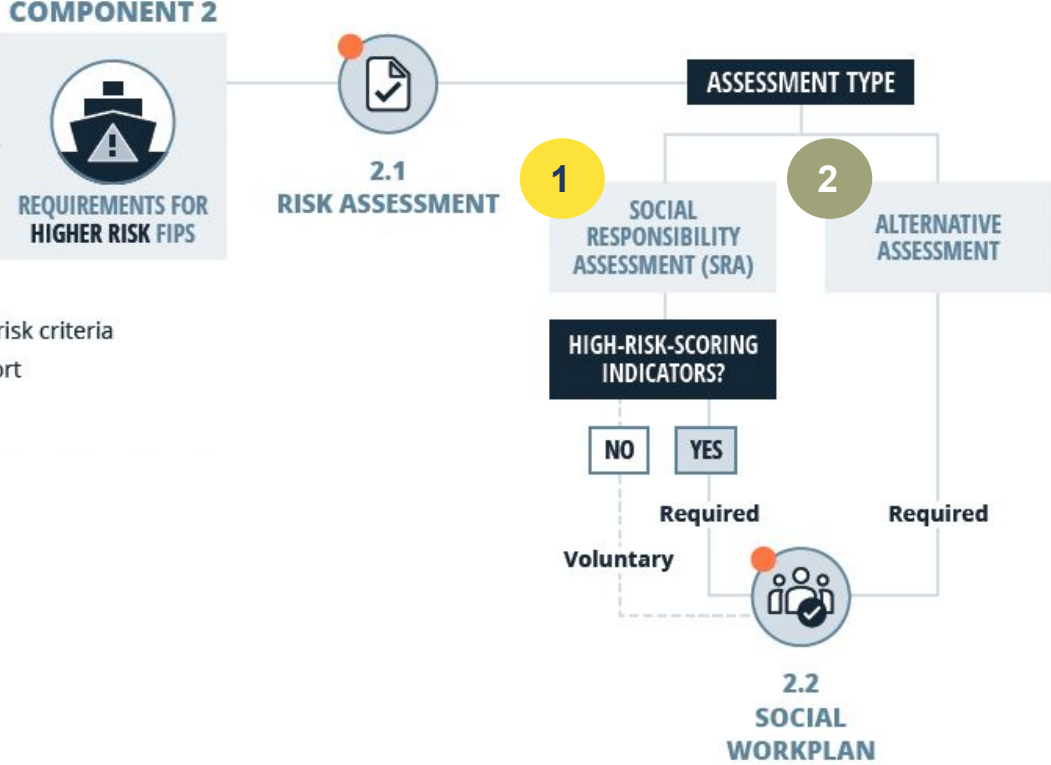 COMPONENT 2
REQUIREMENTS FOR
HIGHER RISK FIPS
2.1
RISK ASSESSMENT
ASSESSMENT TYPE
1
SOCIAL
RESPONSIBILITY
ASSESSMENT (SRA)
2
ALTERNATIVE
ASSESSMENT
risk criteria
ort
HIGH-RISK-SCORING
INDICATORS?
NO
YES
Required
Required
Voluntary
2.2
SOCIAL
WORKPLAN